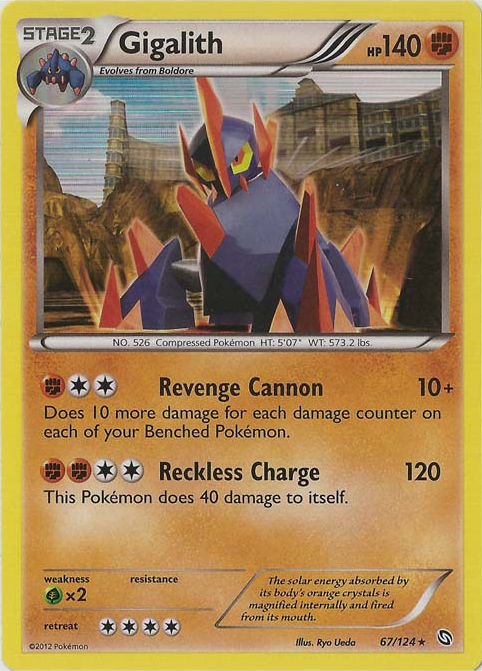 STAGE2
Gigalith
HP140
Evolves from Boldore
NO. 526 Compressed Pokémon HT: 5'07" WT: 573.2 lbs.
Revenge Cannon 10+
Does 10 more damage for each damage counter on
each of your Benched Pokémon.
Reckless Charge 120
This Pokémon does 40 damage to itself.
weakness resistance
×2
The solar energy absorbed by
its body's orange crystals is
magnified internally and fired
from its mouth.
retreat
©2012 Pokémon
Illus. Ryo Ueda 67/124 ★